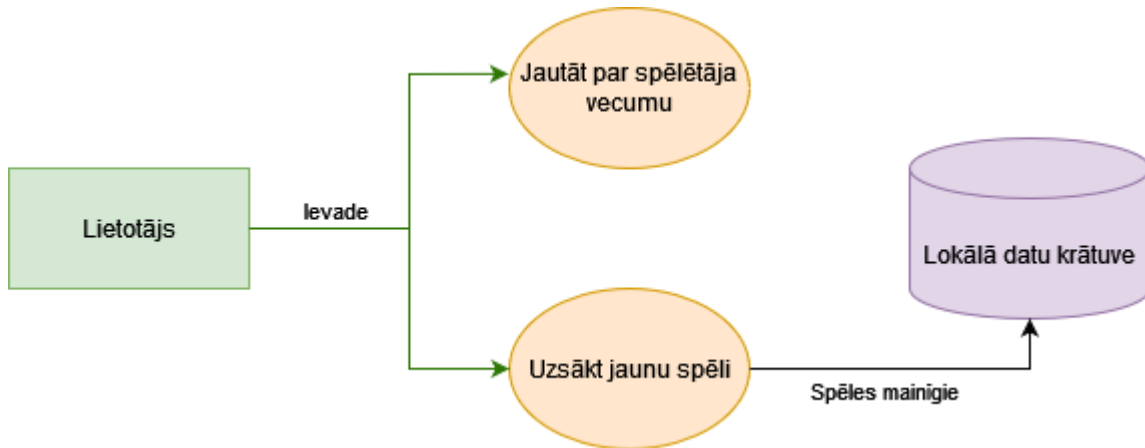 Jautāt par spēlētāja
vecumu
Ievade
Lietotājs
Lokālā datu krātuve
Uzsākt jaunu spēli
Spēles mainīgie